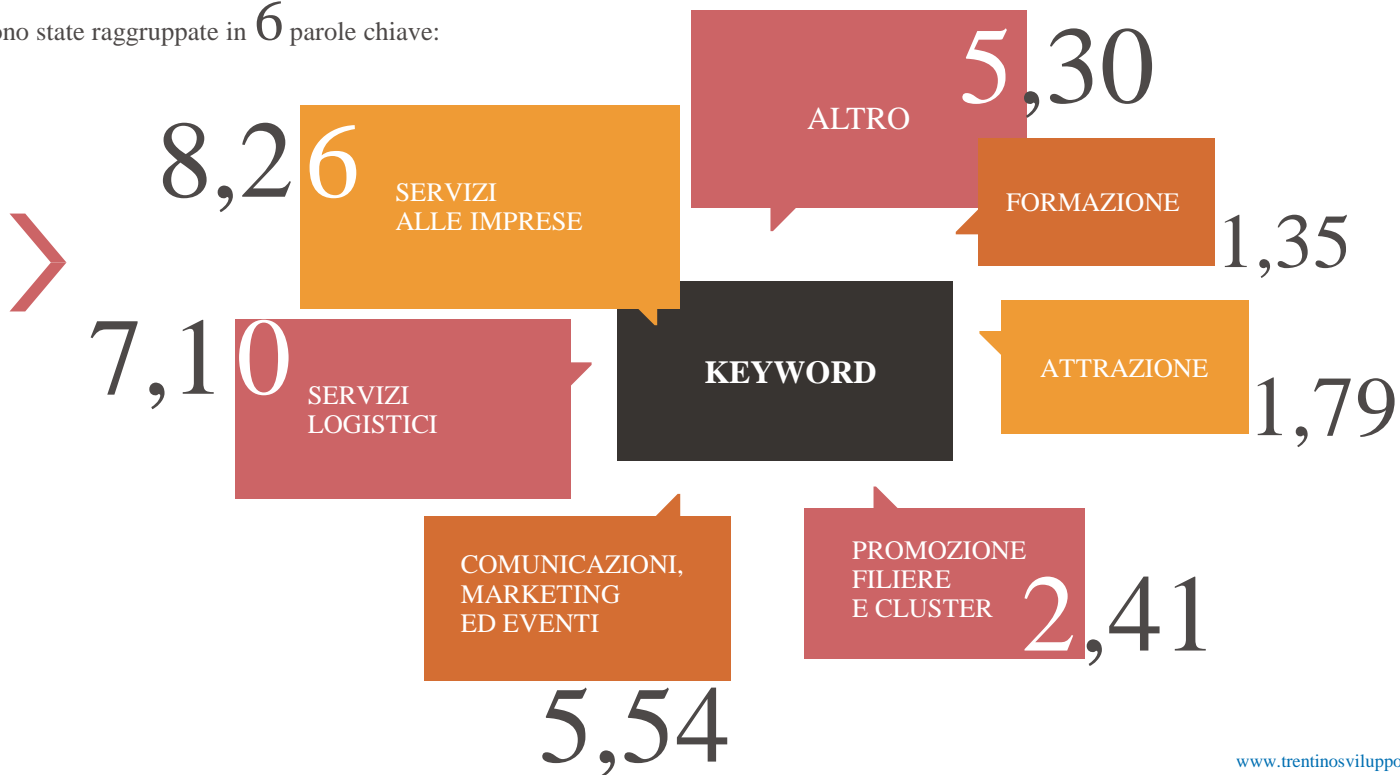 no state raggruppate in 6 parole chiave:
ALTRO
5,30
8,26
SERVIZI
ALLE IMPRESE
FORMAZIONE
1,35
7,10
SERVIZI
LOGISTICI
KEYWORD
ATTRAZIONE
1,79
COMUNICAZIONI,
MARKETING
ED EVENTI
5,54
PROMOZIONE
FILIERE
E CLUSTER
2,41
www.trentinosviluppo